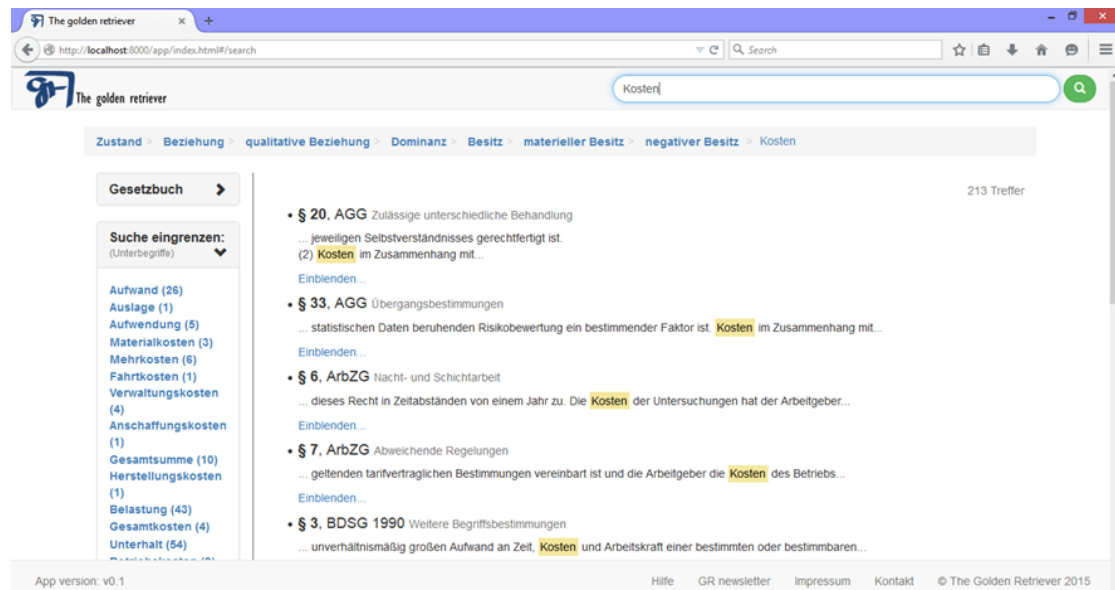 The golden retriever
http://localhost:8000/app/index.html#/search
Search
The golden retriever
Kosten
Zustand > Beziehung > qualitative Beziehung > Dominanz > Besitz > materieller Besitz > negativer Besitz > Kosten
Gesetzbuch
213 Treffer
Suche eingrenzen:
(Unterbegriffe)
Aufwand (26)
Auslage (1)
Aufwendung (5)
Materialkosten (3)
Mehrkosten (6)
Fahrtkosten (1)
Verwaltungskosten
(4)
Anschaffungskosten
(1)
Gesamtsumme (10)
Herstellungskosten
(1)
Belastung (43)
Gesamtkosten (4)
Unterhalt (54)
• § 20, AGG Zulässige unterschiedliche Behandlung
... jeweiligen Selbstverständnisses gerechtfertigt ist.
(2) Kosten im Zusammenhang mit...
Einblenden...
• § 33, AGG Übergangsbestimmungen
... statistischen Daten beruhenden Risikobewertung ein bestimmender Faktor ist. Kosten im Zusammenhang mit...
Einblenden...
• § 6, ArbZG Nacht- und Schichtarbeit
... dieses Recht in Zeitabständen von einem Jahr zu. Die Kosten der Untersuchungen hat der Arbeitgeber...
Einblenden...
• § 7, ArbZG Abweichende Regelungen
... geltenden tarifvertraglichen Bestimmungen vereinbart ist und die Arbeitgeber die Kosten des Betriebs...
Einblenden...
• § 3, BDSG 1990 Weitere Begriffsbestimmungen
... unverhältnismäßig großen Aufwand an Zeit, Kosten und Arbeitskraft einer bestimmten oder bestimmbaren...
App version: v0.1
Hilfe GR newsletter Impressum Kontakt © The Golden Retriever 2015